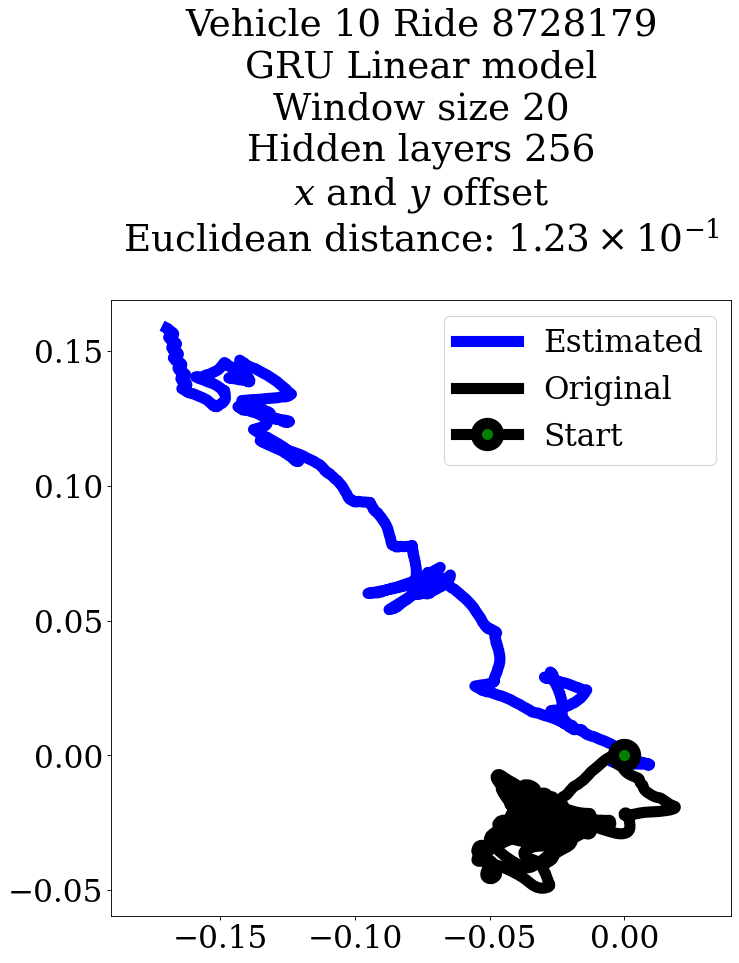 Vehicle 10 Ride 8728179
GRU Linear model
Window size 20
Hidden layers 256
x and y offset
Euclidean distance: 1.23 × 10⁻¹
Estimated
Original
Start
0.15
0.10
0.05
0.00
−0.05
−0.15 −0.10 −0.05 0.00